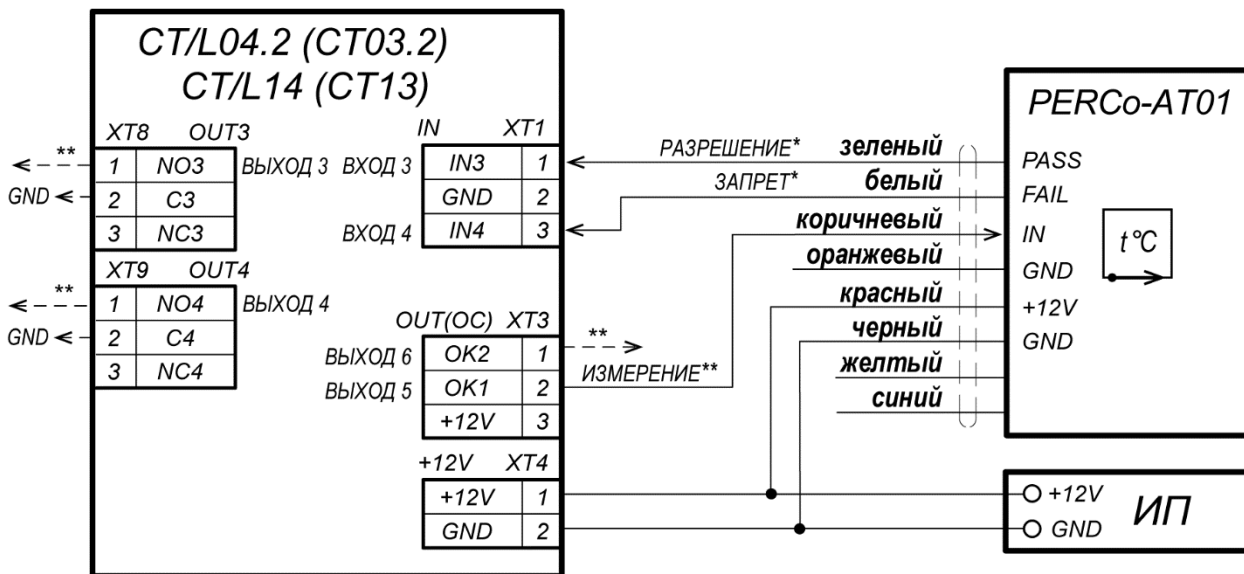 CT/L04.2 (CT03.2)
CT/L14 (CT13)
XT8 OUT3
** 1 NO3 ВЫХОД 3
GND 2 C3
3 NC3
XT9 OUT4
** 1 NO4 ВЫХОД 4
GND 2 C4
3 NC4
IN XT1
ВХОД 3 IN3 1
GND 2
ВХОД 4 IN4 3
OUT(OC) XT3
ВЫХОД 6 OK2 1 **
ВЫХОД 5 OK1 2 ИЗМЕРЕНИЕ**
+12V 3
+12V XT4
+12V 1
GND 2
PERCo-AT01
РАЗРЕШЕНИЕ* зеленый PASS
ЗАПРЕТ* белый FAIL
коричневый IN
оранжевый GND
красный +12V
черный GND
желтый
синий
t°C
+12V
GND
ИП